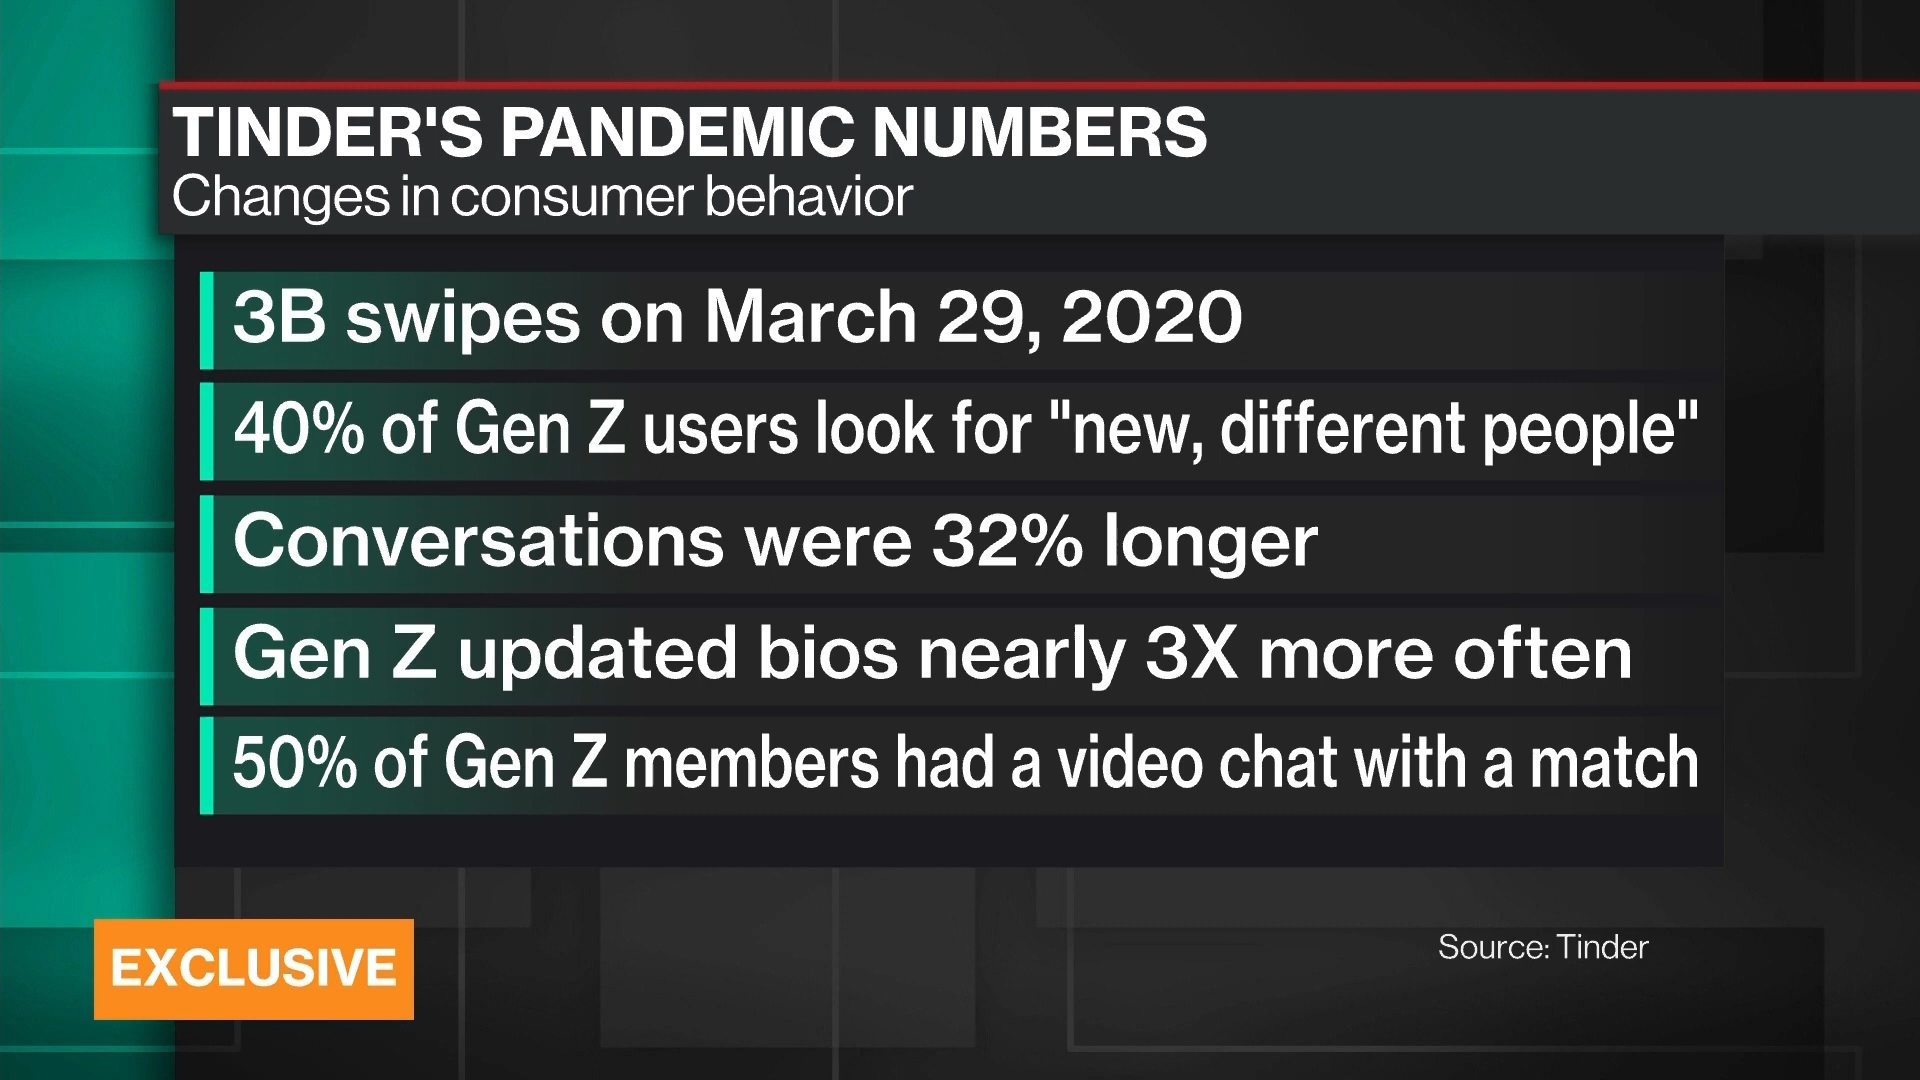 TINDER'S PANDEMIC NUMBERS
Changes in consumer behavior
3B swipes on March 29, 2020
40% of Gen Z users look for "new, different people"
Conversations were 32% longer
Gen Z updated bios nearly 3X more often
50% of Gen Z members had a video chat with a match
EXCLUSIVE
Source: Tinder